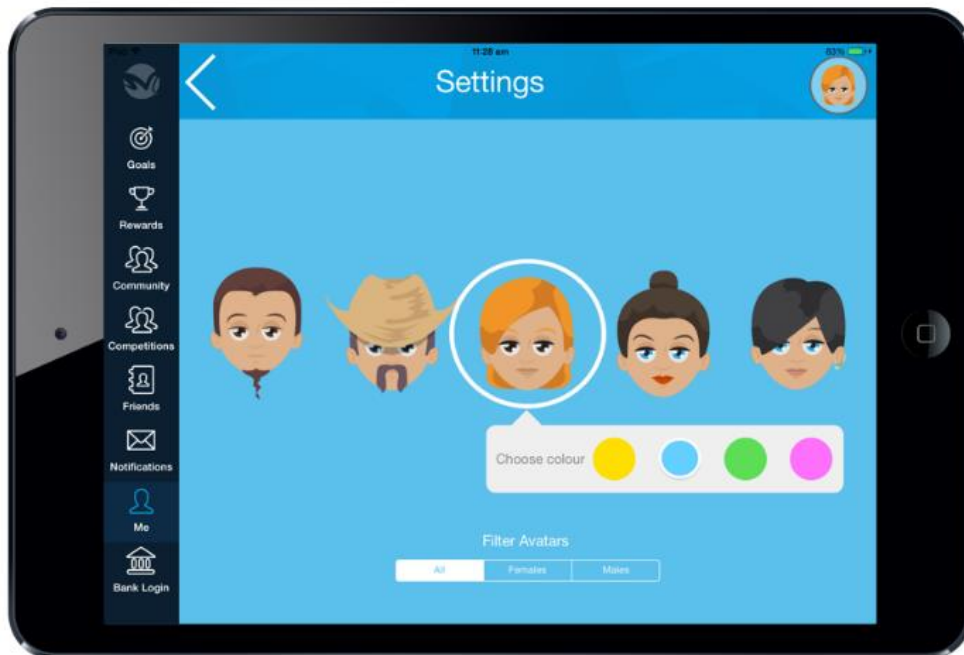 11:28 am
83%
Settings
Goals
Rewards
Community
Competitions
Friends
Notifications
Me
Bank Login
Choose colour
Filter Avatars
All
Females
Males